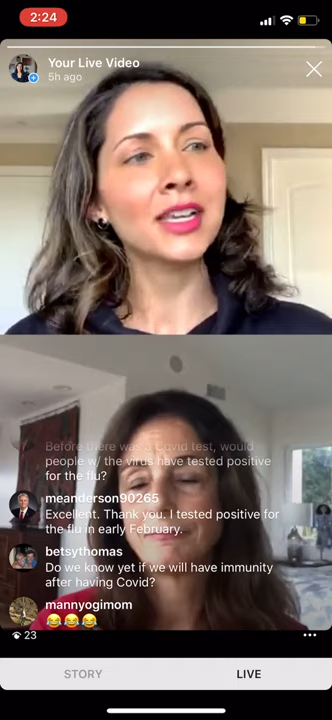 2:24
Your Live Video
5h ago
Before there was a Covid test, would
people w/ the virus have tested positive
for the flu?
meanderson90265
Excellent. Thank you. I tested positive for
the flu in early February.
betsythomas
Do we know yet if we will have immunity
after having Covid?
mannyogimom
😂😂😂
23
STORY
LIVE